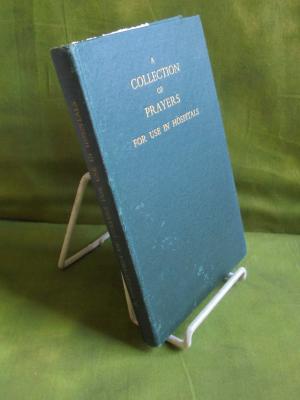 A
COLLECTION
OF
PRAYERS
FOR USE IN HOSPITALS